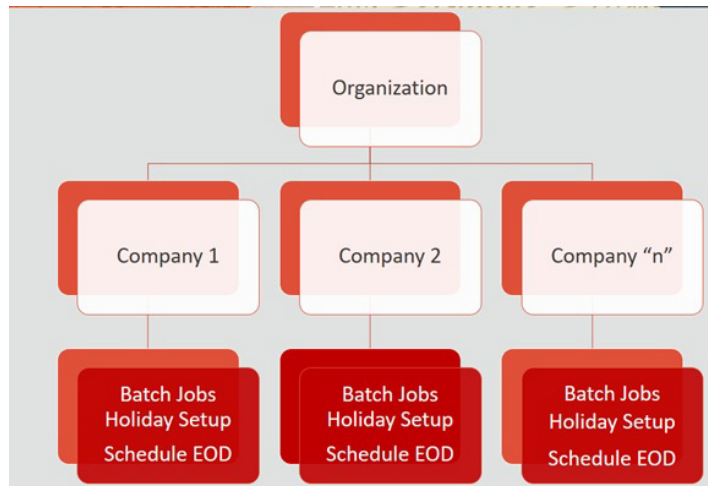 Organization
Company 1
Company 2
Company “n”
Batch Jobs
Holiday Setup
Schedule EOD
Batch Jobs
Holiday Setup
Schedule EOD
Batch Jobs
Holiday Setup
Schedule EOD